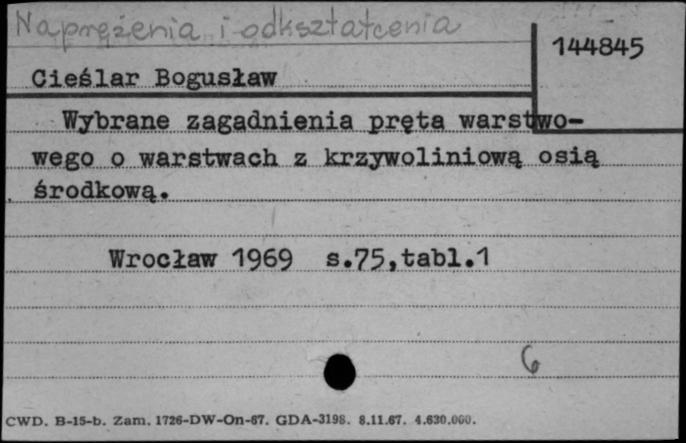 Naprężenia i odkształcenia
144845
Cieślar Bogusław
Wybrane zagadnienia pręta warstwo-
wego o warstwach z krzywoliniową osią
środkową.
Wrocław 1969 s.75,tabl.1
6
CWD. B-15-b. Zam. 1726-DW-On-67. GDA-3198. 8.11.67. 4.630.000.